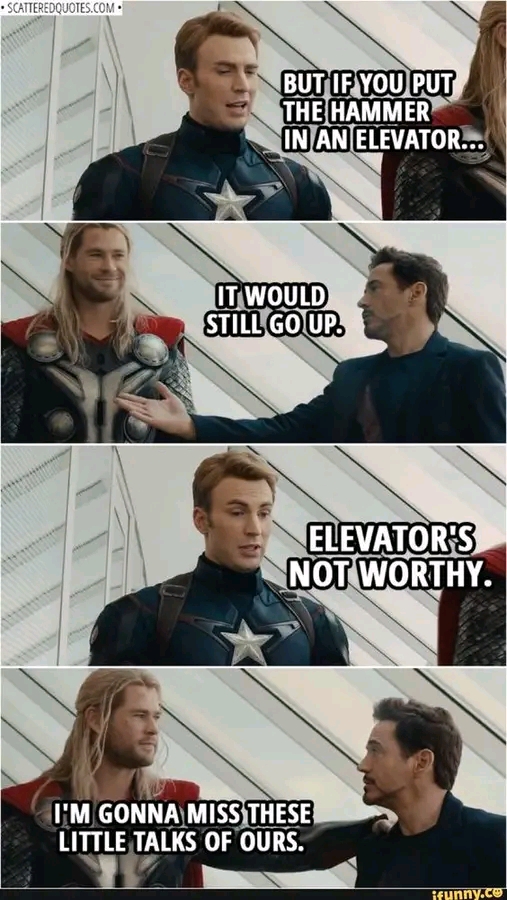 • SCATTEREDQUOTES.COM •
BUT IF YOU PUT
THE HAMMER
IN AN ELEVATOR...
IT WOULD
STILL GO UP.
ELEVATOR'S
NOT WORTHY.
I'M GONNA MISS THESE
LITTLE TALKS OF OURS.
ifunny.co